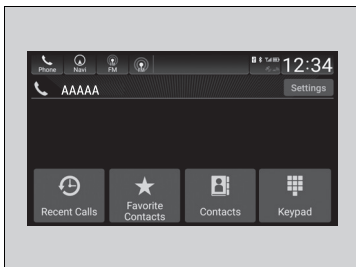 Phone Navi FM
12:34
AAAAA
Settings
Recent Calls
Favorite
Contacts
Contacts
Keypad